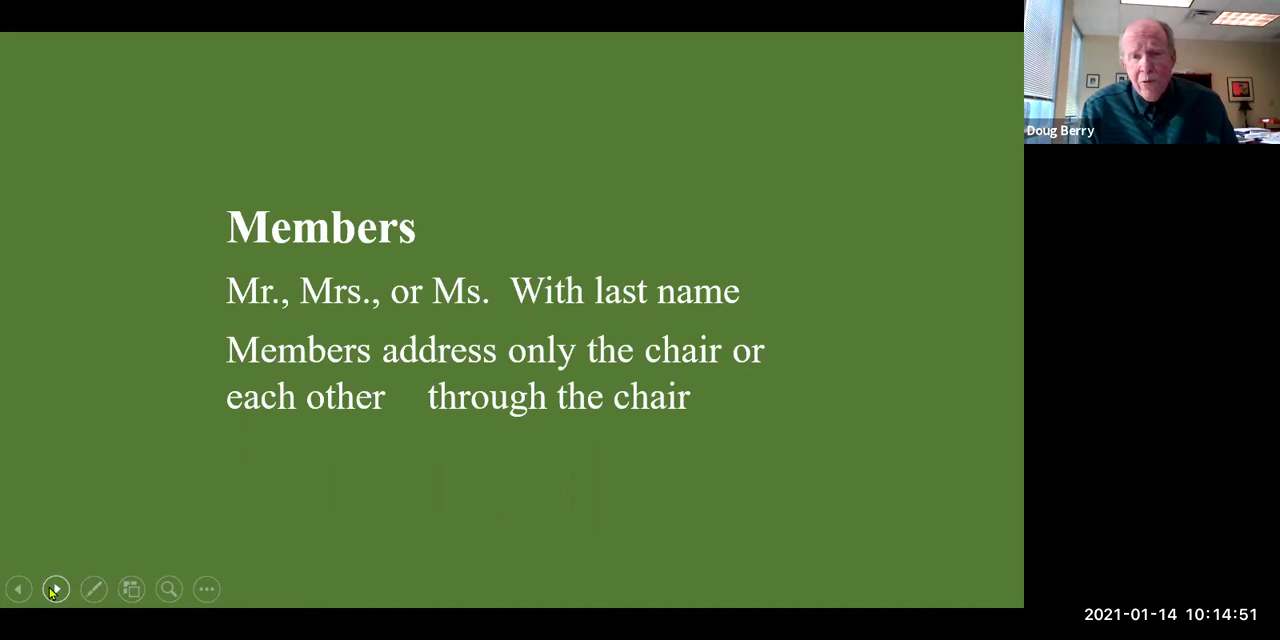 Members
Mr., Mrs., or Ms.  With last name
Members address only the chair or
each other    through the chair
Doug Berry
2021-01-14 10:14:51